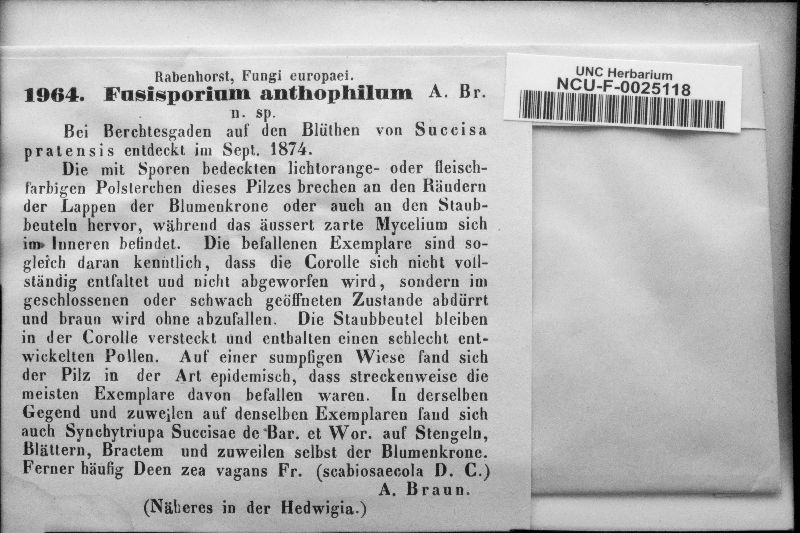 Rabenhorst, Fungi europaei.
1964. Fusisporium anthophilum A. Br.
n. sp.
Bei Berchtesgaden auf den Blüthen von Succisa
pratensis entdeckt im Sept. 1874.
Die mit Sporen bedeckten lichtorange- oder fleisch-
farbigen Polsterchen dieses Pilzes brechen an den Rändern
der Lappen der Blumenkrone oder auch an den Staub-
beuteln hervor, während das äussert zarte Mycelium sich
im Inneren befindet. Die befallenen Exemplare sind so-
gleich daran kenntlich, dass die Corolle sich nicht voll-
ständig entfaltet und nicht abgeworfen wird, sondern im
geschlossenen oder schwach geöffneten Zustande abdürrt
und braun wird ohne abzufallen. Die Staubbeutel bleiben
in der Corolle versteckt und enthalten einen schlecht ent-
wickelten Pollen. Auf einer sumpfigen Wiese fand sich
der Pilz in der Art epidemisch, dass streckenweise die
meisten Exemplare davon befallen waren. In derselben
Gegend und zuweilen auf denselben Exemplaren fand sich
auch Synchytriupa Succisae de Bar. et Wor. auf Stengeln,
Blättern, Bractem und zuweilen selbst der Blumenkrone.
Ferner häufig Deen zea vagans Fr. (scabiosaecola D. C.)
A. Braun.
(Näheres in der Hedwigia.)
UNC Herbarium
NCU-F-0025118